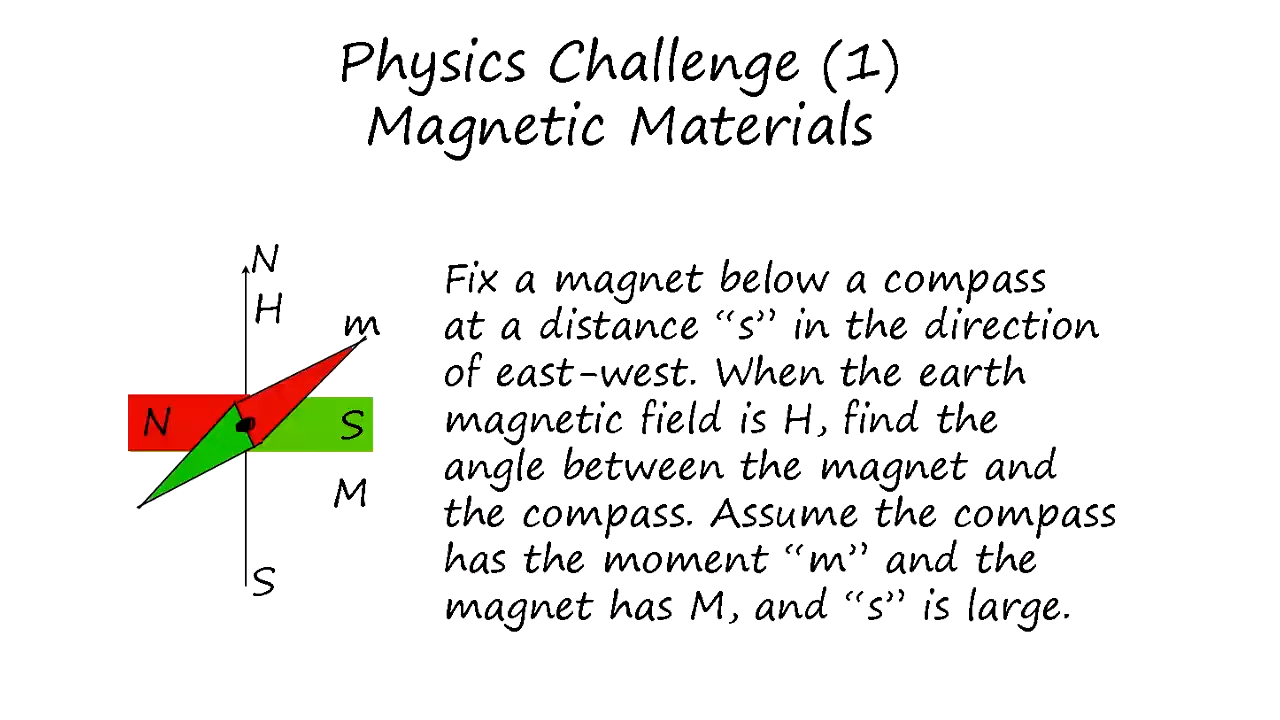 Physics Challenge (1)
Magnetic Materials
N
H
m
N
S
M
S
Fix a magnet below a compass
at a distance “s” in the direction
of east-west. When the earth
magnetic field is H, find the
angle between the magnet and
the compass. Assume the compass
has the moment “m” and the
magnet has M, and “s” is large.